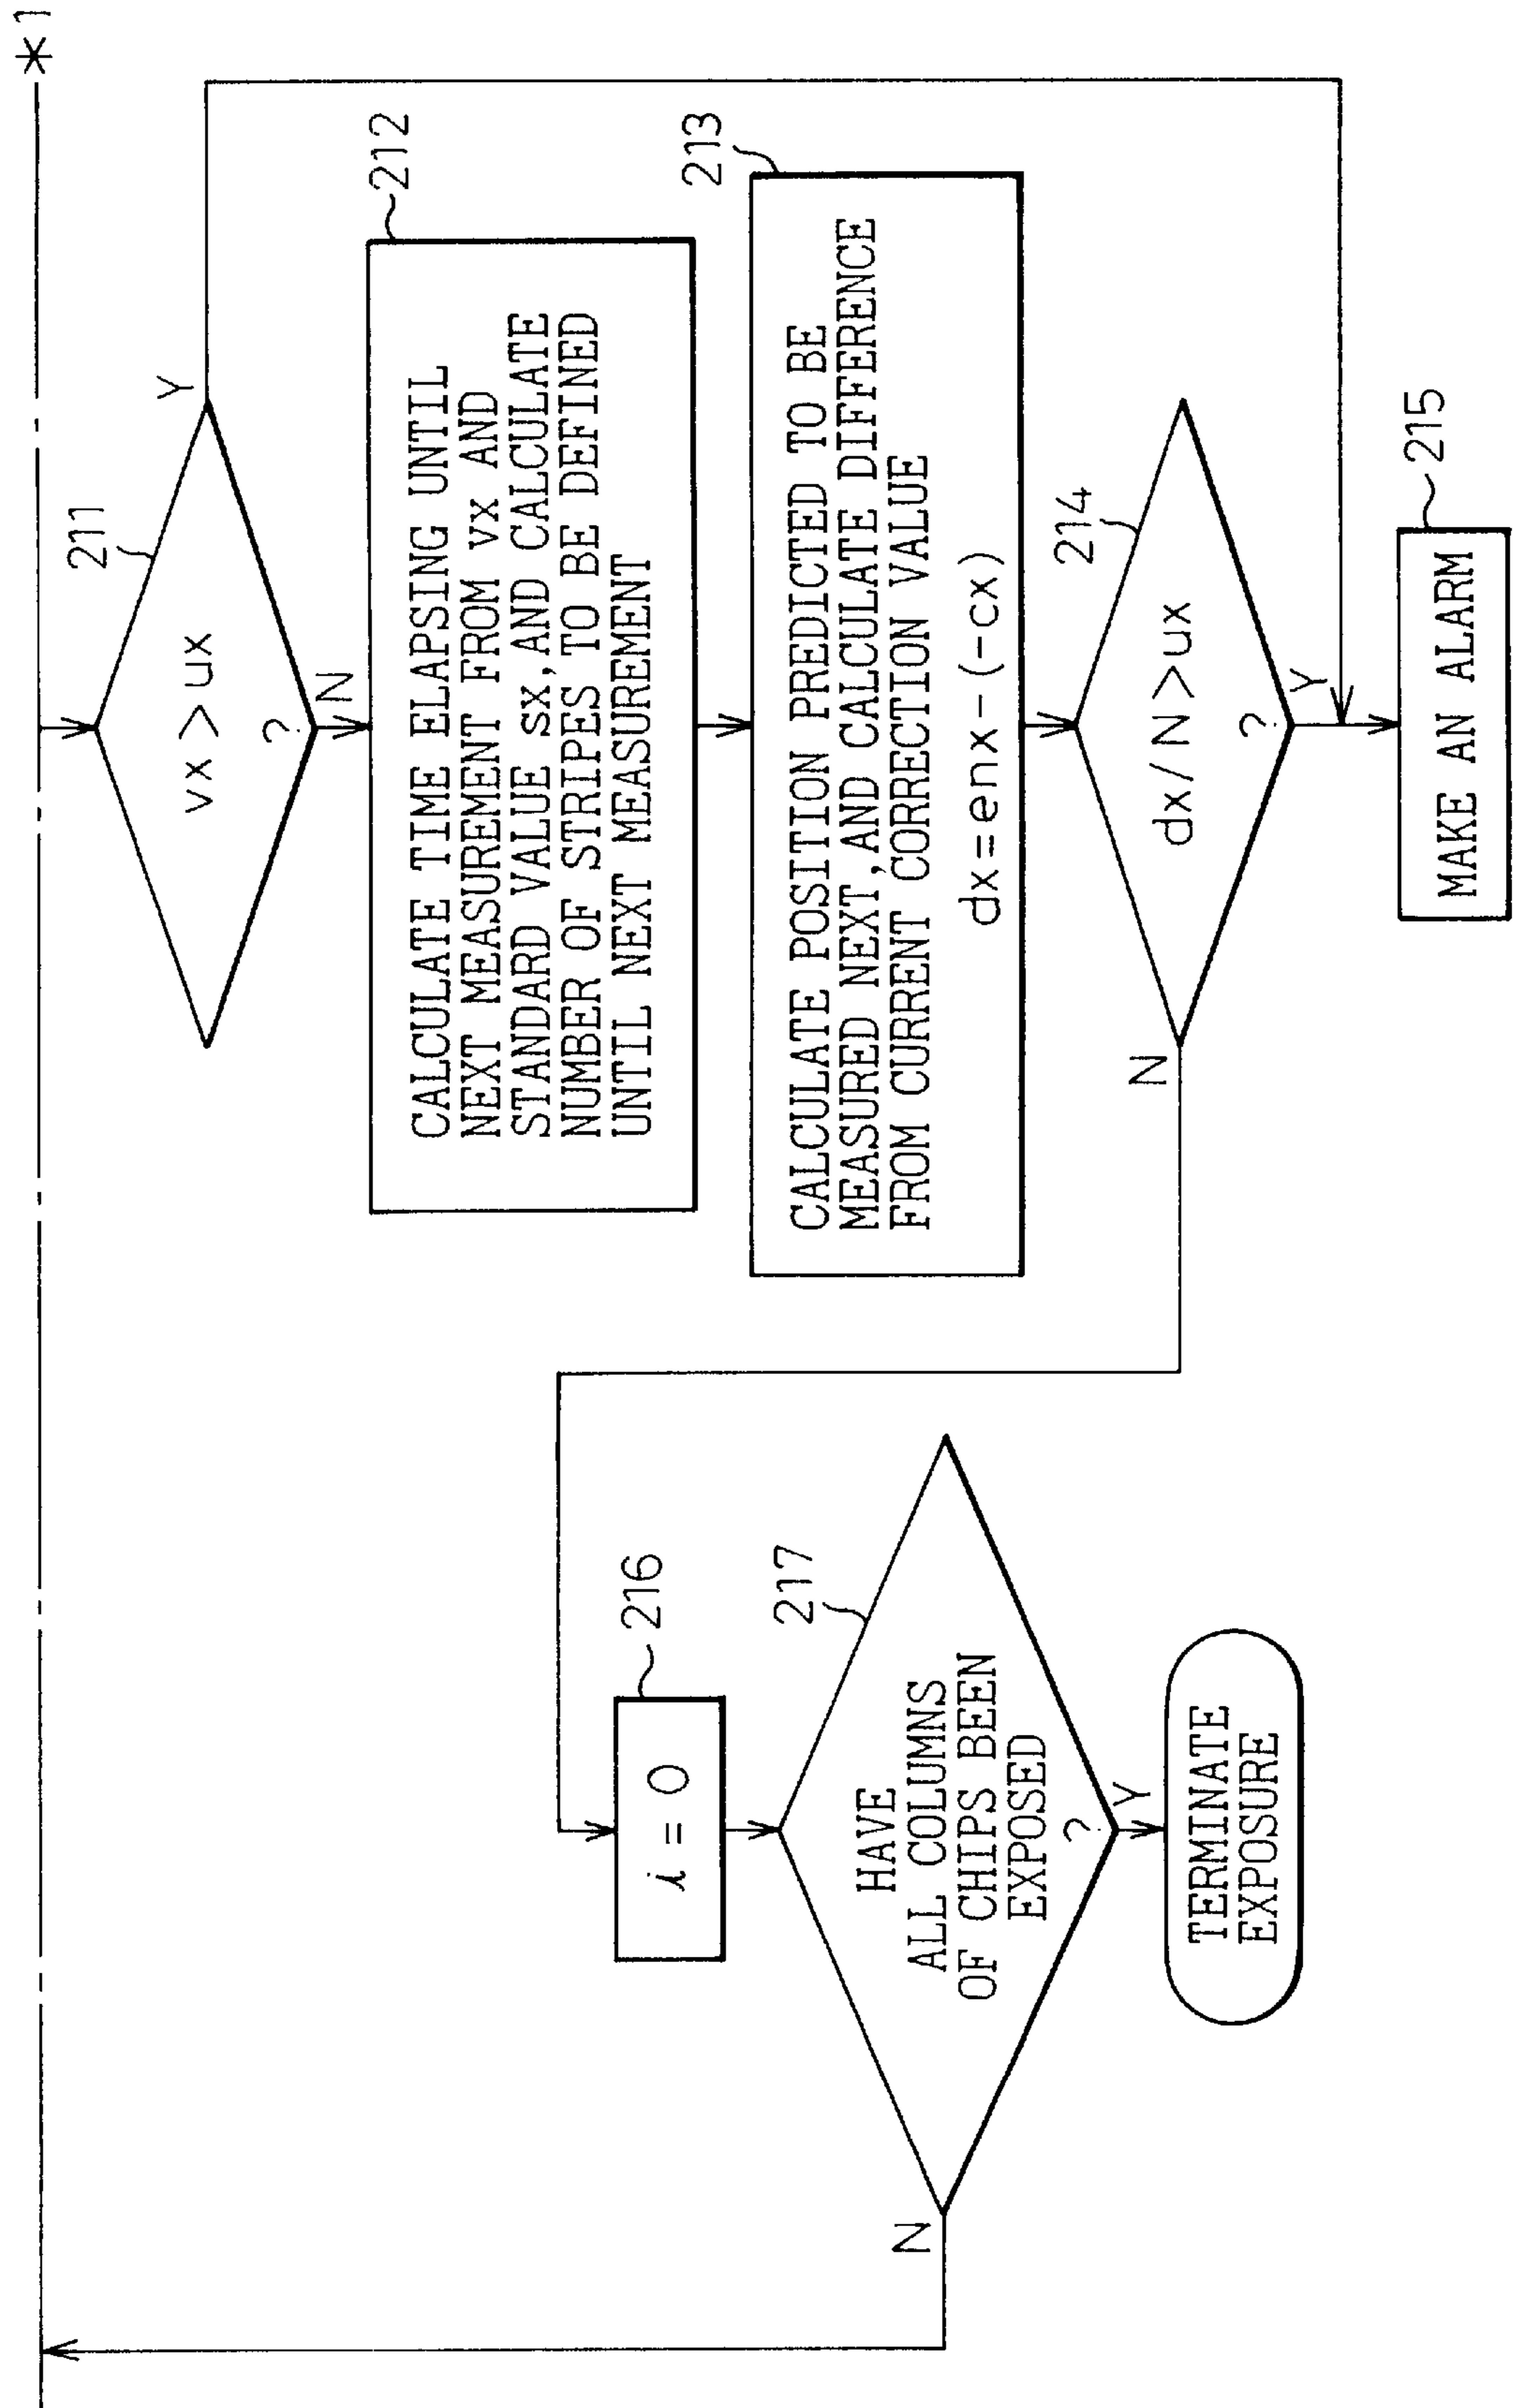 *1
211
vx>ux
?
Y
N
212
CALCULATE TIME ELAPSING UNTIL
NEXT MEASUREMENT FROM vx AND
STANDARD VALUE sx,AND CALCULATE
NUMBER OF STRIPES TO BE DEFINED
UNTIL NEXT MEASUREMENT
213
CALCULATE POSITION PREDICTED TO BE
MEASURED NEXT,AND CALCULATE DIFFERENCE
FROM CURRENT CORRECTION VALUE
dx=enx-(-cx)
214
dx/N>ux
?
N
Y
215
MAKE AN ALARM
216
i=0
217
HAVE
ALL COLUMNS
OF CHIPS BEEN
EXPOSED
?
N
Y
TERMINATE
EXPOSURE